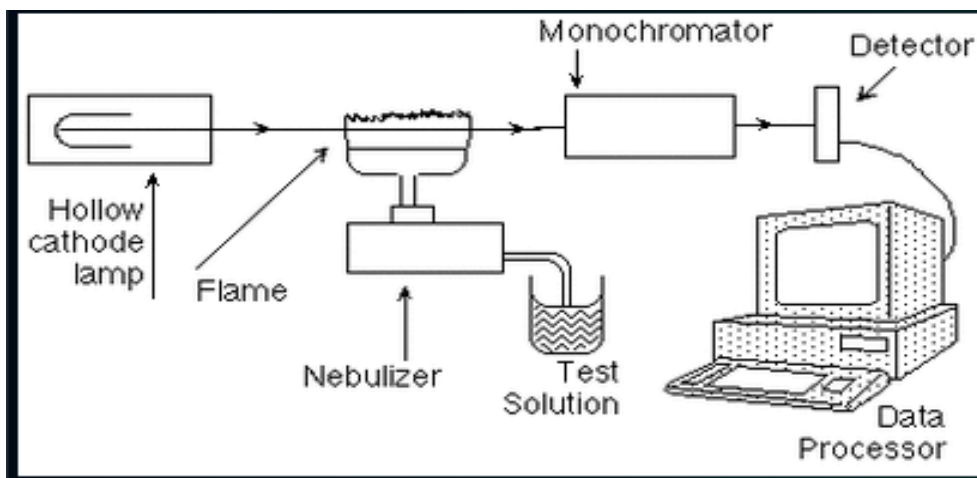 Monochromator
Detector
Hollow
cathode
lamp
Flame
Nebulizer
Test
Solution
Data
Processor